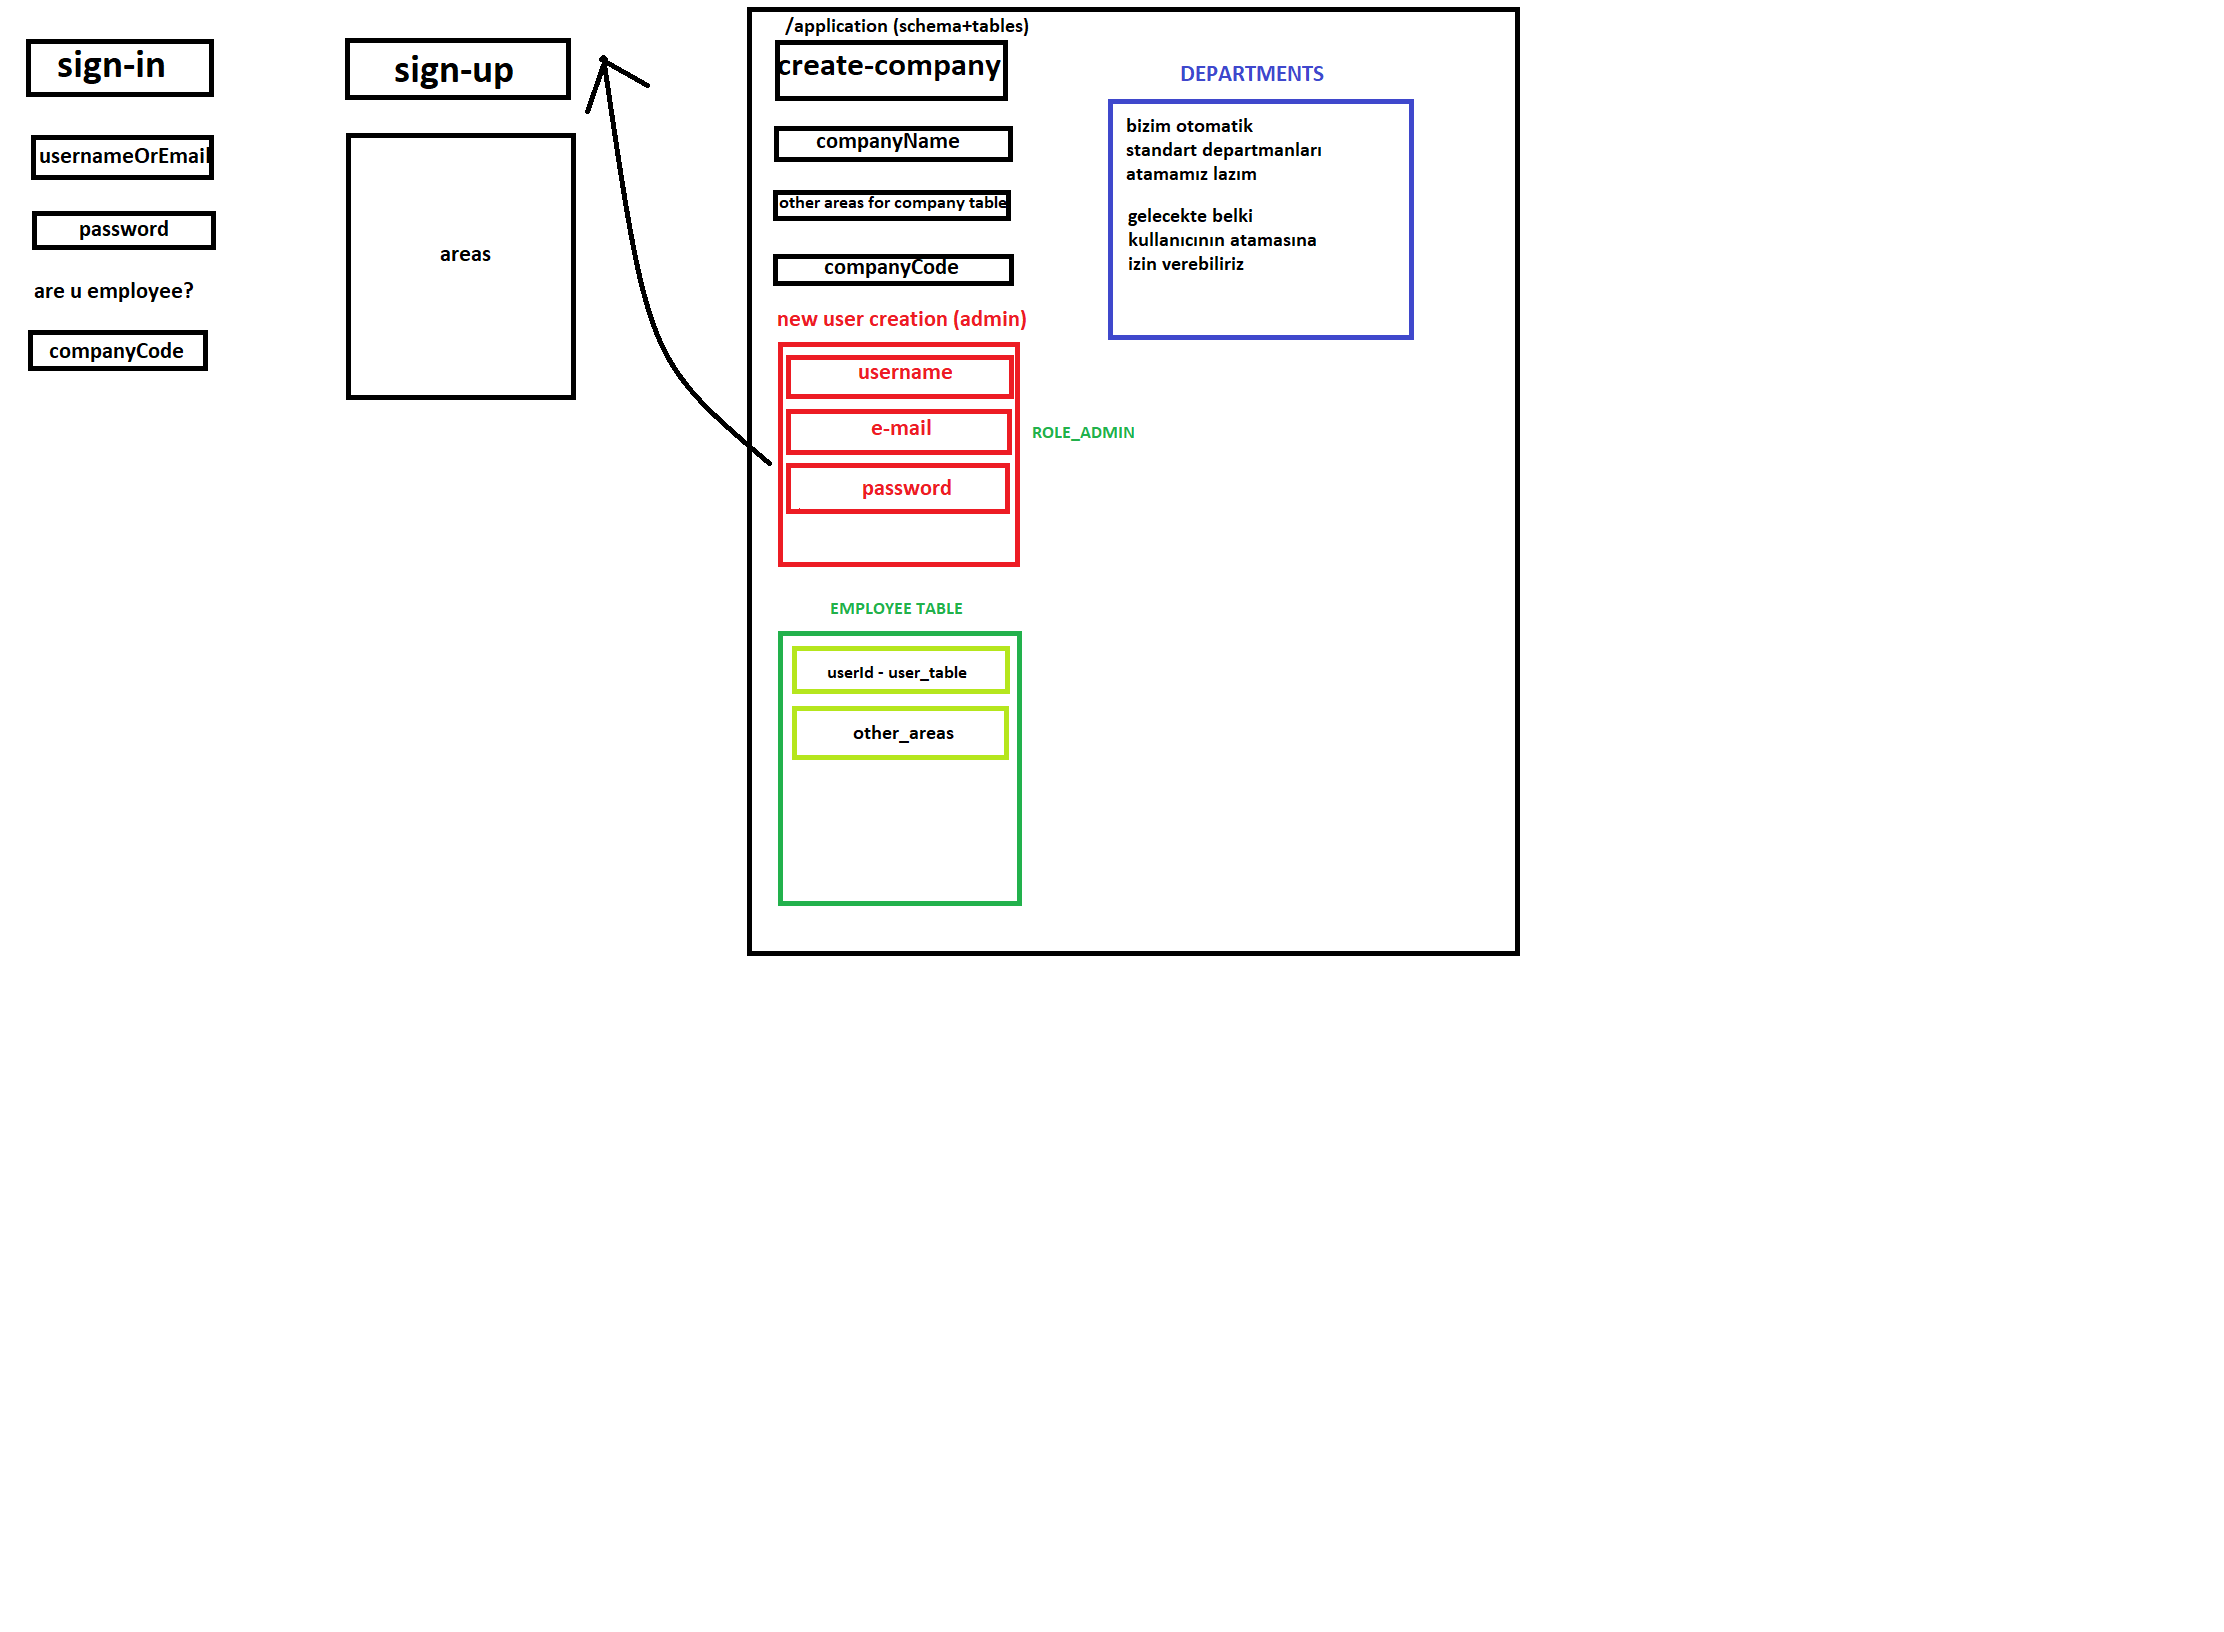 sign-in
usernameOrEmail
password
are u employee?
companyCode
sign-up
areas
/application (schema+tables)
create-company
companyName
other areas for company table
companyCode
new user creation (admin)
username
e-mail
password
ROLE_ADMIN
EMPLOYEE TABLE
userId - user_table
other_areas
DEPARTMENTS
bizim otomatik
standart departmanları
atamamız lazım
gelecekte belki
kullanıcının atamasına
izin verebiliriz